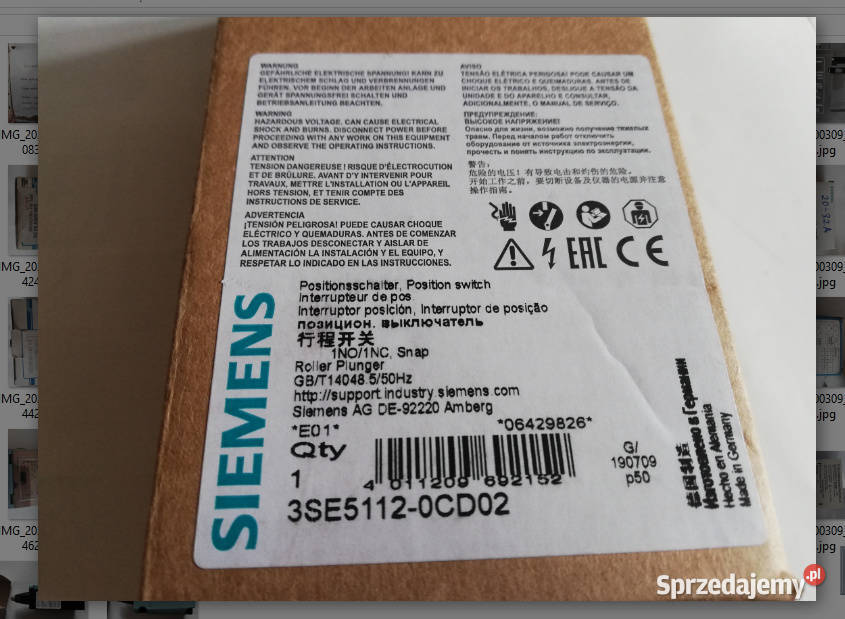 WARNUNG
GEFÄHRLICHE ELEKTRISCHE SPANNUNG! KANN ZU
ELEKTRISCHEM SCHLAG UND VERBRENNUNGEN
FÜHREN. VOR BEGINN DER ARBEITEN ANLAGE UND
GERÄT SPANNUNGSFREI SCHALTEN UND
BETRIEBSANLEITUNG BEACHTEN.
WARNING
HAZARDOUS VOLTAGE. CAN CAUSE ELECTRICAL
SHOCK AND BURNS. DISCONNECT POWER BEFORE
PROCEEDING WITH ANY WORK ON THIS EQUIPMENT
AND OBSERVE THE OPERATING INSTRUCTIONS.
ATTENTION
TENSION DANGEREUSE ! RISQUE D'ÉLECTROCUTION
ET DE BRÛLURE. AVANT D'Y INTERVENIR POUR
TRAVAUX, METTRE L'INSTALLATION OU L'APPAREIL
HORS TENSION, ET TENIR COMPTE DES
INSTRUCTIONS DE SERVICE.
ADVERTENCIA
¡TENSIÓN PELIGROSA! PUEDE CAUSAR CHOQUE
ELÉCTRICO Y QUEMADURAS. ANTES DE COMENZAR
LOS TRABAJOS DESCONECTAR Y AISLAR DE
ALIMENTACIÓN LA INSTALACIÓN Y EL EQUIPO, Y
RESPETAR LO INDICADO EN LAS INSTRUCCIONES.
AVISO
TENSÃO ELÉTRICA PERIGOSA! PODE CAUSAR UM
CHOQUE ELÉTRICO E QUEIMADURAS. ANTES DE
INICIAR OS TRABALHOS, DESLIGUE A TENSÃO DA
UNIDADE E DO APARELHO E CONSULTAR,
ADICIONALMENTE, O MANUAL DE SERVIÇO.
ПРЕДУПРЕЖДЕНИЕ:
ВЫСОКОЕ НАПРЯЖЕНИЕ!
Опасно для жизни, возможно получение тяжелых
травм. Перед началом работ отключить
оборудование от источника электроэнергии,
прочесть и понять инструкцию по эксплуатации.
警告:
危险的电压! 有导致电击和灼伤的危险。
开始工作之前, 要切断设备及仪器的电源并注意
操作指南。
EAC CE
SIEMENS
Positionsschalter, Position switch
Interrupteur de pos.
Interruptor posición, Interruptor de posição
позицион. выключатель
行程开关
1NO/1NC, Snap
Roller Plunger
GB/T14048.5/50Hz
http://support.industry.siemens.com
Siemens AG DE-92220 Amberg
*E01*
*06429826*
Qty
1
4 011209 692152
3SE5112-0CD02
G/
190709
p50
德国制造
Изготовлено в Германии
Hecho en Alemania
Made in Germany
Sprzedajemy.pl